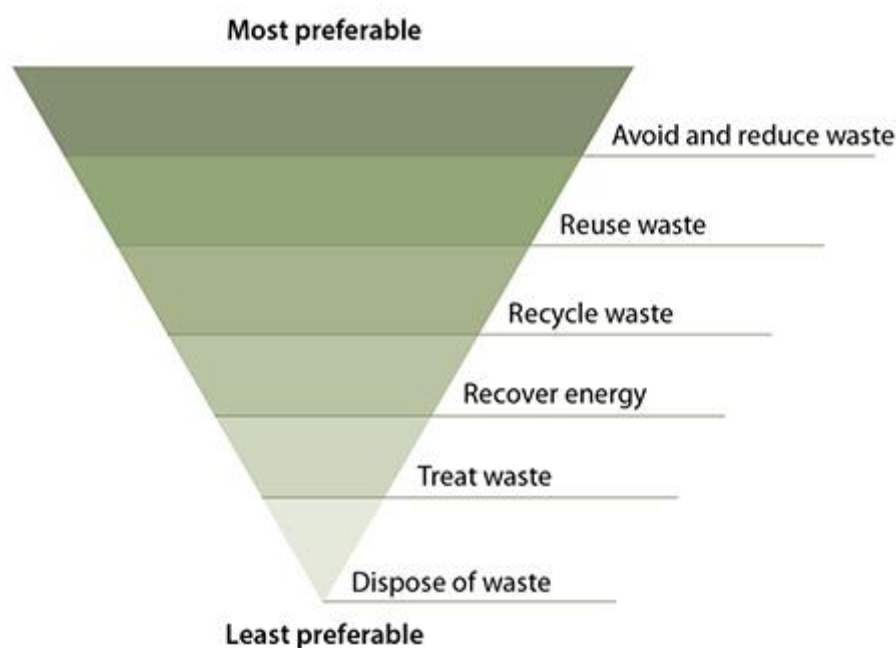 Most preferable
Avoid and reduce waste
Reuse waste
Recycle waste
Recover energy
Treat waste
Dispose of waste
Least preferable